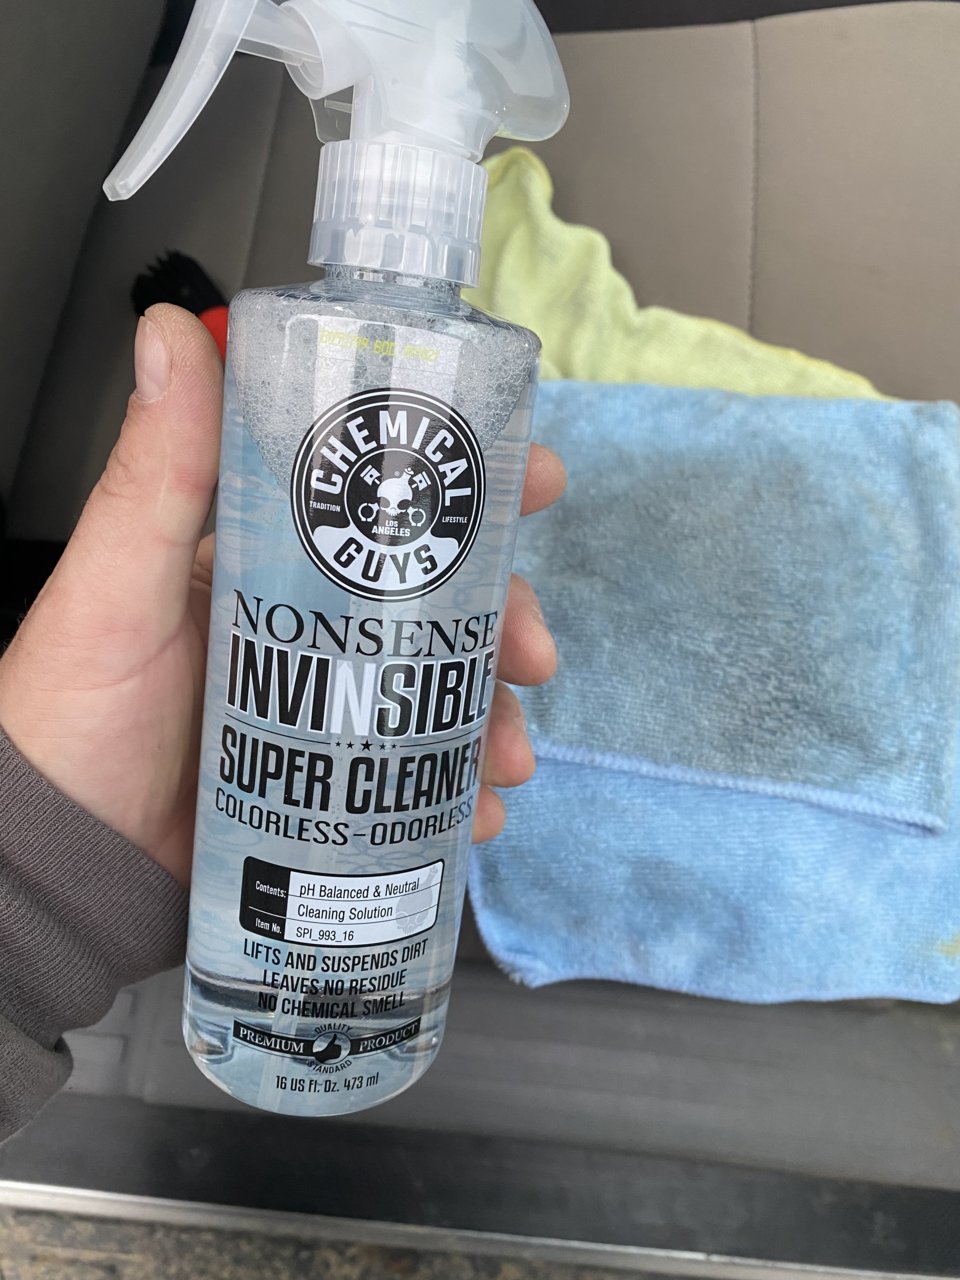 CHEMICAL
TRADITION
LIFESTYLE
LOS
ANGELES
GUYS
NONSENSE
INVINSIBLE
SUPER CLEANER
COLORLESS-ODORLESS
Contents: pH Balanced & Neutral
Cleaning Solution
Item No. SPI_993_16
LIFTS AND SUSPENDS DIRT
LEAVES NO RESIDUE
NO CHEMICAL SMELL
QUALITY
PREMIUM PRODUCT
STANDARD
16 US Fl. Oz. 473 ml